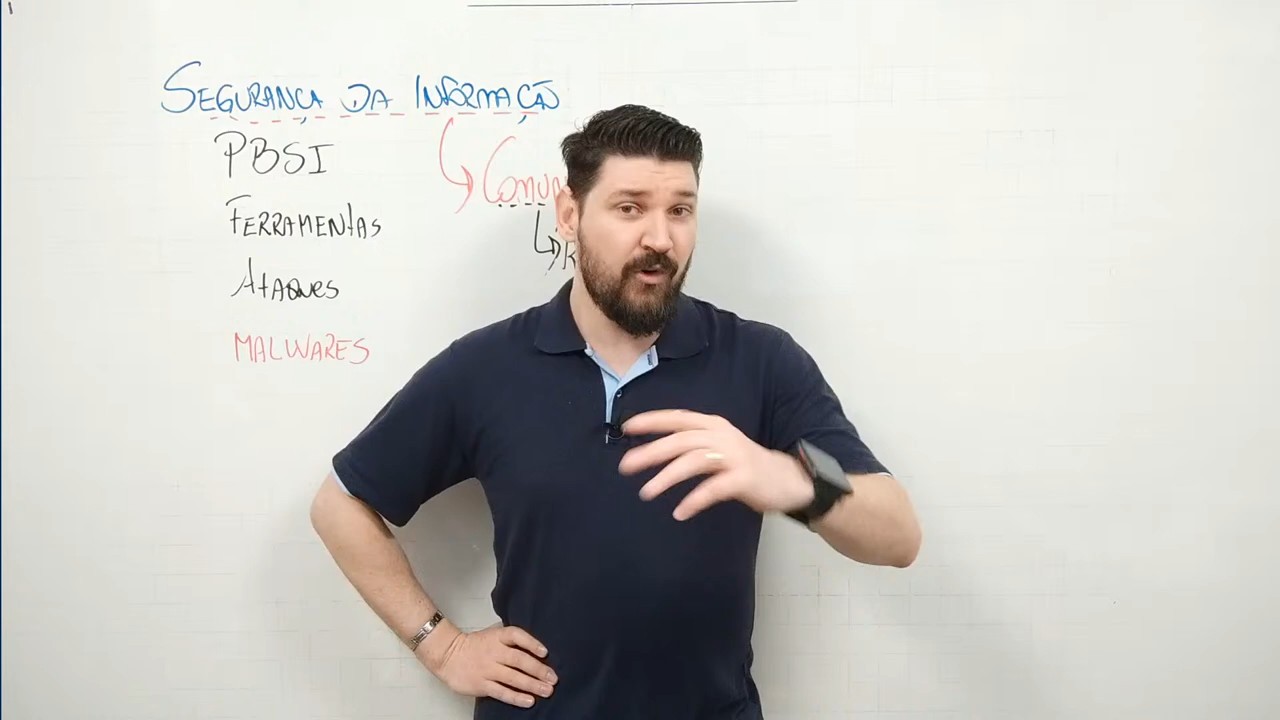 SEGURANÇA DA INFORMAÇÃO
PBSI
FERRAMENTAS
ATAQUES
MALWARES